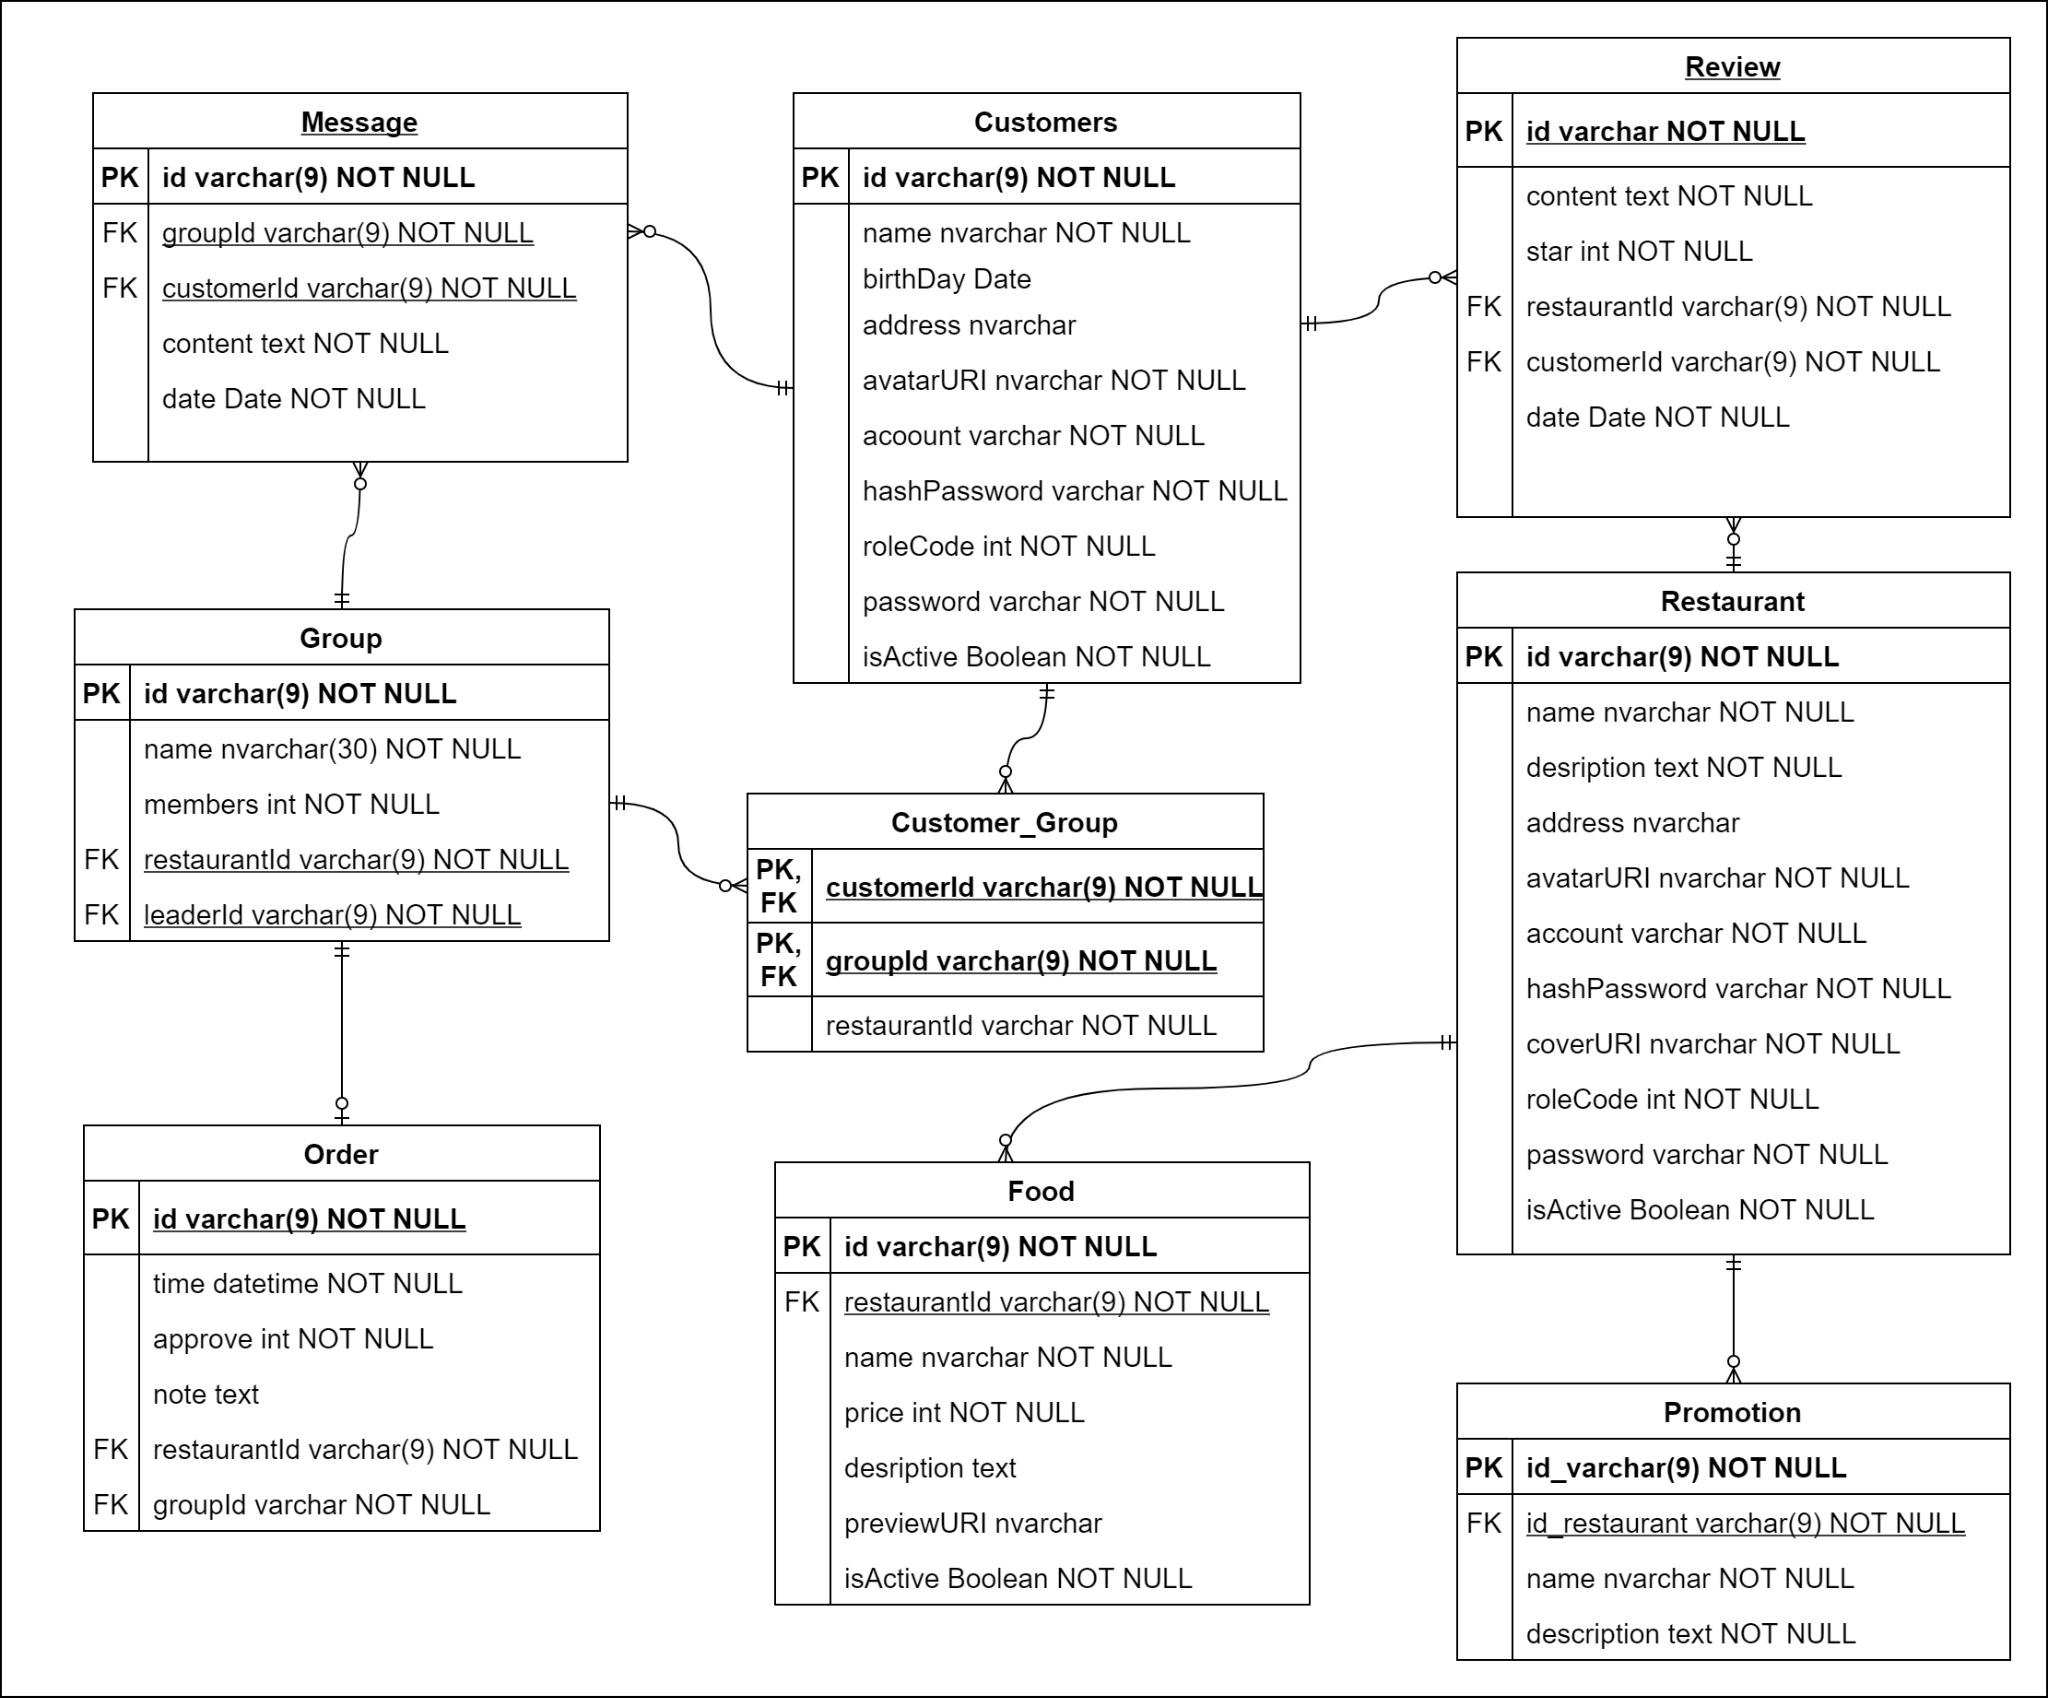 Message
PK id varchar(9) NOT NULL
FK groupId varchar(9) NOT NULL
FK customerId varchar(9) NOT NULL
content text NOT NULL
date Date NOT NULL
Customers
PK id varchar(9) NOT NULL
name nvarchar NOT NULL
birthDay Date
address nvarchar
avatarURI nvarchar NOT NULL
acoount varchar NOT NULL
hashPassword varchar NOT NULL
roleCode int NOT NULL
password varchar NOT NULL
isActive Boolean NOT NULL
Review
PK id varchar NOT NULL
content text NOT NULL
star int NOT NULL
FK restaurantId varchar(9) NOT NULL
FK customerId varchar(9) NOT NULL
date Date NOT NULL
Group
PK id varchar(9) NOT NULL
name nvarchar(30) NOT NULL
members int NOT NULL
FK restaurantId varchar(9) NOT NULL
FK leaderId varchar(9) NOT NULL
Customer_Group
PK,
FK customerId varchar(9) NOT NULL
PK,
FK groupId varchar(9) NOT NULL
restaurantId varchar NOT NULL
Restaurant
PK id varchar(9) NOT NULL
name nvarchar NOT NULL
desription text NOT NULL
address nvarchar
avatarURI nvarchar NOT NULL
account varchar NOT NULL
hashPassword varchar NOT NULL
coverURI nvarchar NOT NULL
roleCode int NOT NULL
password varchar NOT NULL
isActive Boolean NOT NULL
Order
PK id varchar(9) NOT NULL
time datetime NOT NULL
approve int NOT NULL
note text
FK restaurantId varchar(9) NOT NULL
FK groupId varchar NOT NULL
Food
PK id varchar(9) NOT NULL
FK restaurantId varchar(9) NOT NULL
name nvarchar NOT NULL
price int NOT NULL
desription text
previewURI nvarchar
isActive Boolean NOT NULL
Promotion
PK id_varchar(9) NOT NULL
FK id_restaurant varchar(9) NOT NULL
name nvarchar NOT NULL
description text NOT NULL